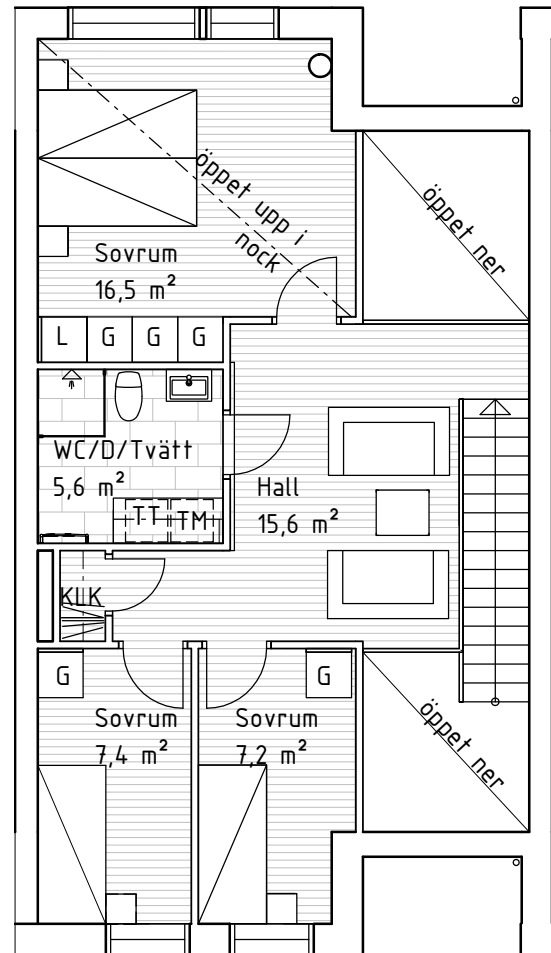 öppet upp i
nock
öppet ner
Sovrum
16,5 m²
L G G G
WC/D/Tvätt
5,6 m²
TT TM
Hall
15,6 m²
KLK
G
G
Sovrum
7,4 m²
Sovrum
7,2 m²
öppet ner